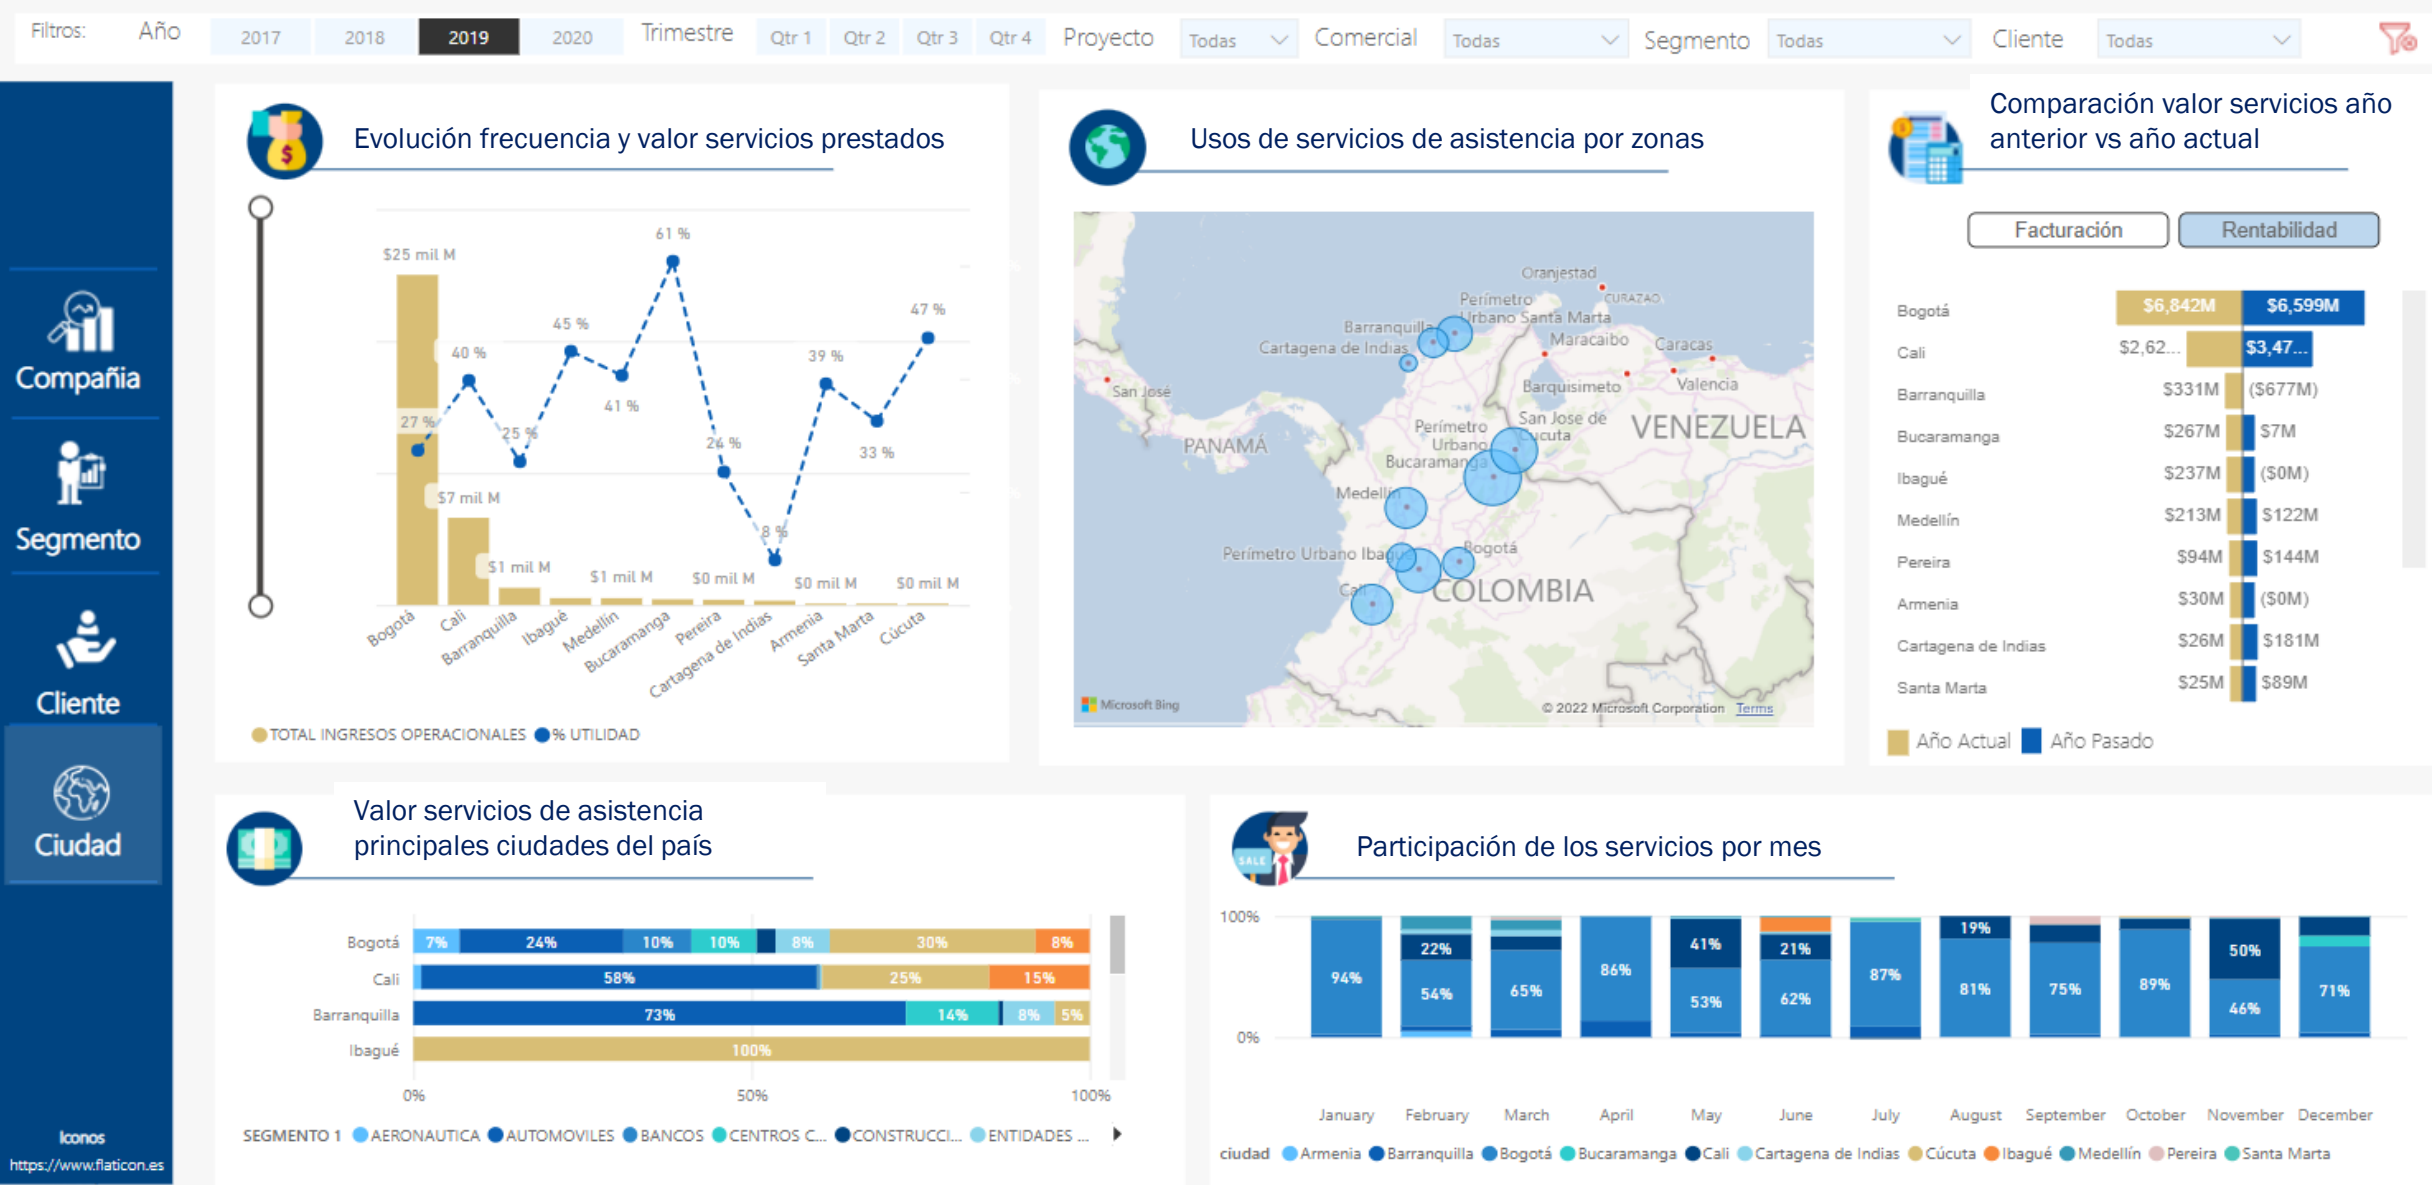 Filtros:
Año
2017
2018
2019
2020
Trimestre
Qtr 1
Qtr 2
Qtr 3
Qtr 4
Proyecto
Todas
Comercial
Todas
Segmento
Todas
Cliente
Todas
Compañia
Segmento
Cliente
Ciudad
Iconos
https://www.flaticon.es
Evolución frecuencia y valor servicios prestados
$25 mil M
$7 mil M
$1 mil M
$1 mil M
$0 mil M
$0 mil M
$0 mil M
27 %
40 %
25 %
45 %
41 %
61 %
24 %
8 %
39 %
33 %
47 %
Bogotá
Cali
Barranquilla
Ibagué
Medellín
Bucaramanga
Pereira
Cartagena de Indias
Armenia
Santa Marta
Cúcuta
TOTAL INGRESOS OPERACIONALES
% UTILIDAD
Usos de servicios de asistencia por zonas
Oranjestad
CURAZAO
Perímetro
Urbano Santa Marta
Barranquilla
Cartagena de Indias
Maracaibo
Caracas
San José
Barquisimeto
Valencia
PANAMÁ
Perímetro
Urbano
Bucaramanga
San Jose de
Cucuta
VENEZUELA
Medellín
Perímetro Urbano Ibagué
Bogotá
Cali
COLOMBIA
Microsoft Bing
© 2022 Microsoft Corporation
Terms
Comparación valor servicios año
anterior vs año actual
Facturación
Rentabilidad
Bogotá $6,842M $6,599M
Cali $2,62... $3,47...
Barranquilla $331M ($677M)
Bucaramanga $267M $7M
Ibagué $237M ($0M)
Medellín $213M $122M
Pereira $94M $144M
Armenia $30M ($0M)
Cartagena de Indias $26M $181M
Santa Marta $25M $89M
Año Actual
Año Pasado
Valor servicios de asistencia
principales ciudades del país
Bogotá 7% 24% 10% 10% 8% 30% 8%
Cali 58% 25% 15%
Barranquilla 73% 14% 8% 5%
Ibagué 100%
0% 50% 100%
SEGMENTO 1 AERONAUTICA AUTOMOVILES BANCOS CENTROS C... CONSTRUCCI... ENTIDADES ...
SALE
Participación de los servicios por mes
100%
0%
94%
22%
54%
65%
86%
41%
53%
21%
62%
87%
19%
81%
75%
89%
50%
46%
71%
January February March April May June July August September October November December
ciudad Armenia Barranquilla Bogotá Bucaramanga Cali Cartagena de Indias Cúcuta Ibagué Medellín Pereira Santa Marta